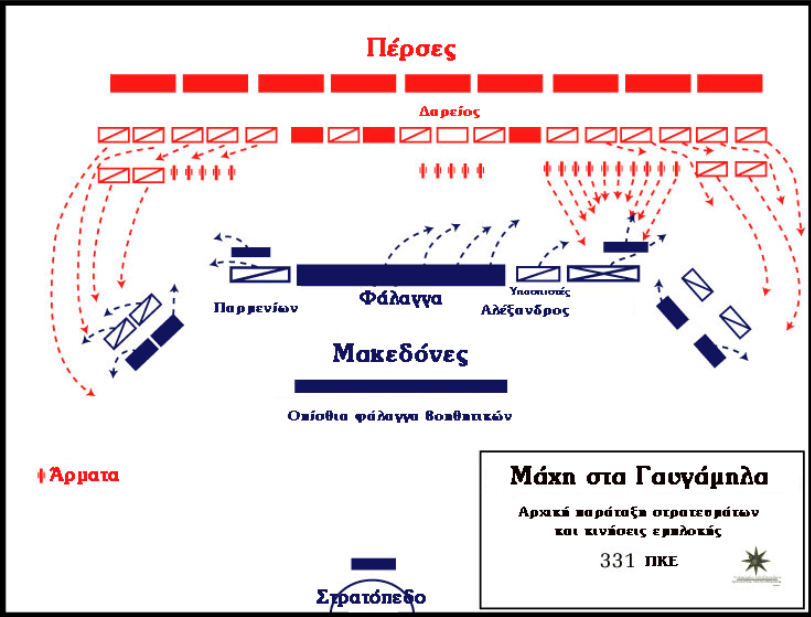 Πέρσες
Δαρείος
Παρμενίων
Φάλαγγα
Υπασπιστές
Αλέξανδρος
Μακεδόνες
Οπίσθια φάλαγγα βοηθητικών
Άρματα
Μάχη στα Γαυγάμηλα
Αρχική παράταξη στρατευμάτων
και κινήσεις εμπλοκής
331 ΠΚΕ
Στρατόπεδο